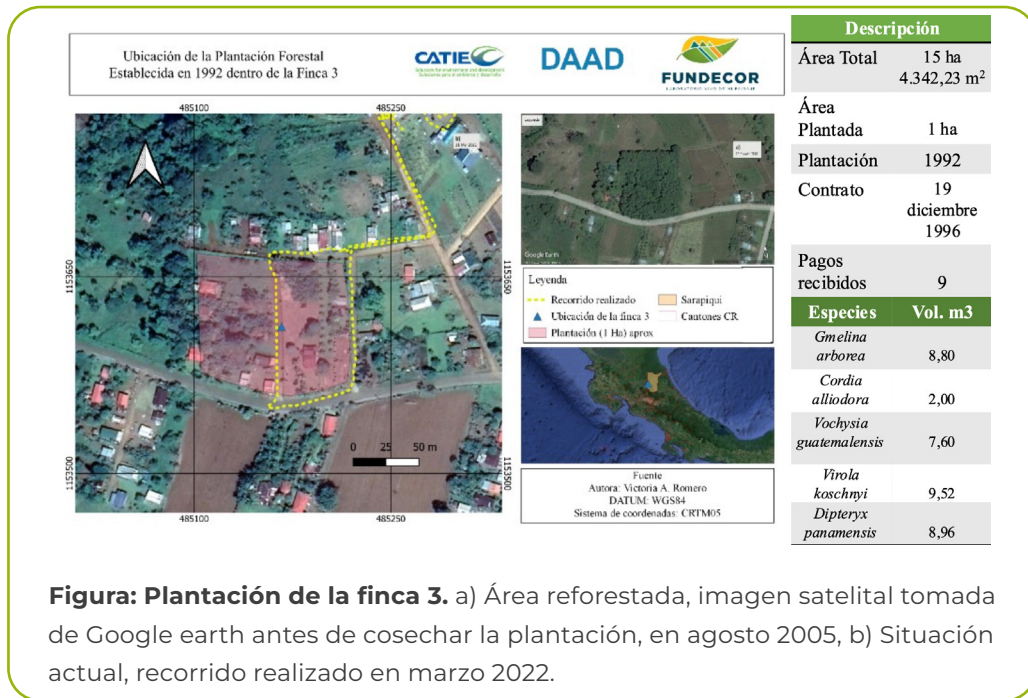 Ubicación de la Plantación Forestal
Establecida en 1992 dentro de la Finca 3
CATIE
DAAD
FUNDECOR
485100
485250
1153650
1153650
1153500
1153500
485100
485250
b)
0 25 50 m
Google Earth
Leyenda
Recorrido realizado
Ubicación de la finca 3
Plantación (1 Ha) aprox
Sarapiqui
Cantones CR
Fuente
Autora: Victoria A. Romero
DATUM: WGS84
Sistema de coordenadas: CRTM05
Descripción
Área Total 15 ha
4.342,23 m²
Área
Plantada 1 ha
Plantación 1992
Contrato 19
diciembre
1996
Pagos
recibidos 9
Especies Vol. m3
Gmelina
arborea 8,80
Cordia
alliodora 2,00
Vochysia
guatemalensis 7,60
Virola
koschnyi 9,52
Dipteryx
panamensis 8,96
Figura: Plantación de la finca 3. a) Área reforestada, imagen satelital tomada
de Google earth antes de cosechar la plantación, en agosto 2005, b) Situación
actual, recorrido realizado en marzo 2022.